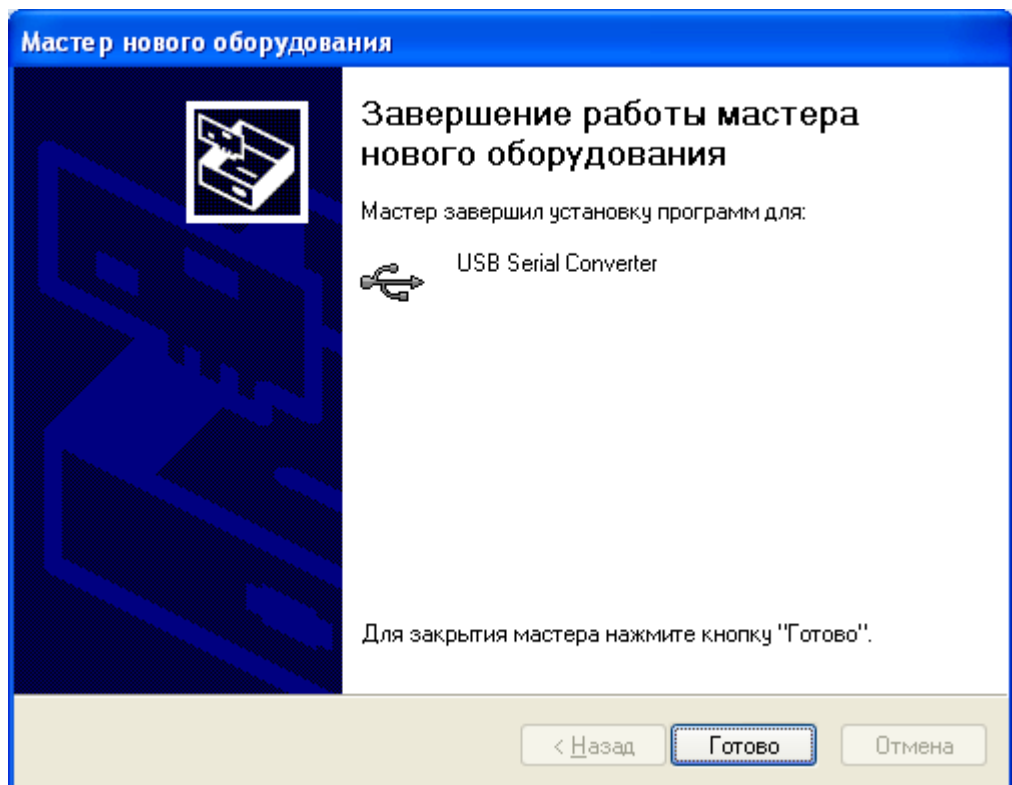 Мастер нового оборудования
Завершение работы мастера
нового оборудования
Мастер завершил установку программ для:
USB Serial Converter
Для закрытия мастера нажмите кнопку "Готово".
< Назад
Готово
Отмена